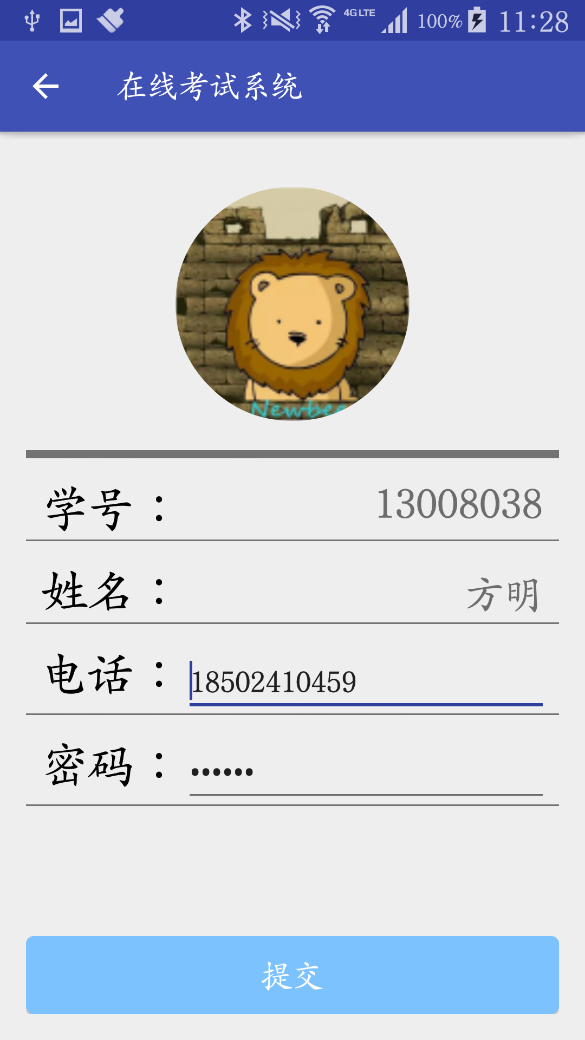 4G LTE 100% 11:28
在线考试系统
Newbee
学号： 13008038
姓名： 方明
电话： 18502410459
密码： ••••••
提交